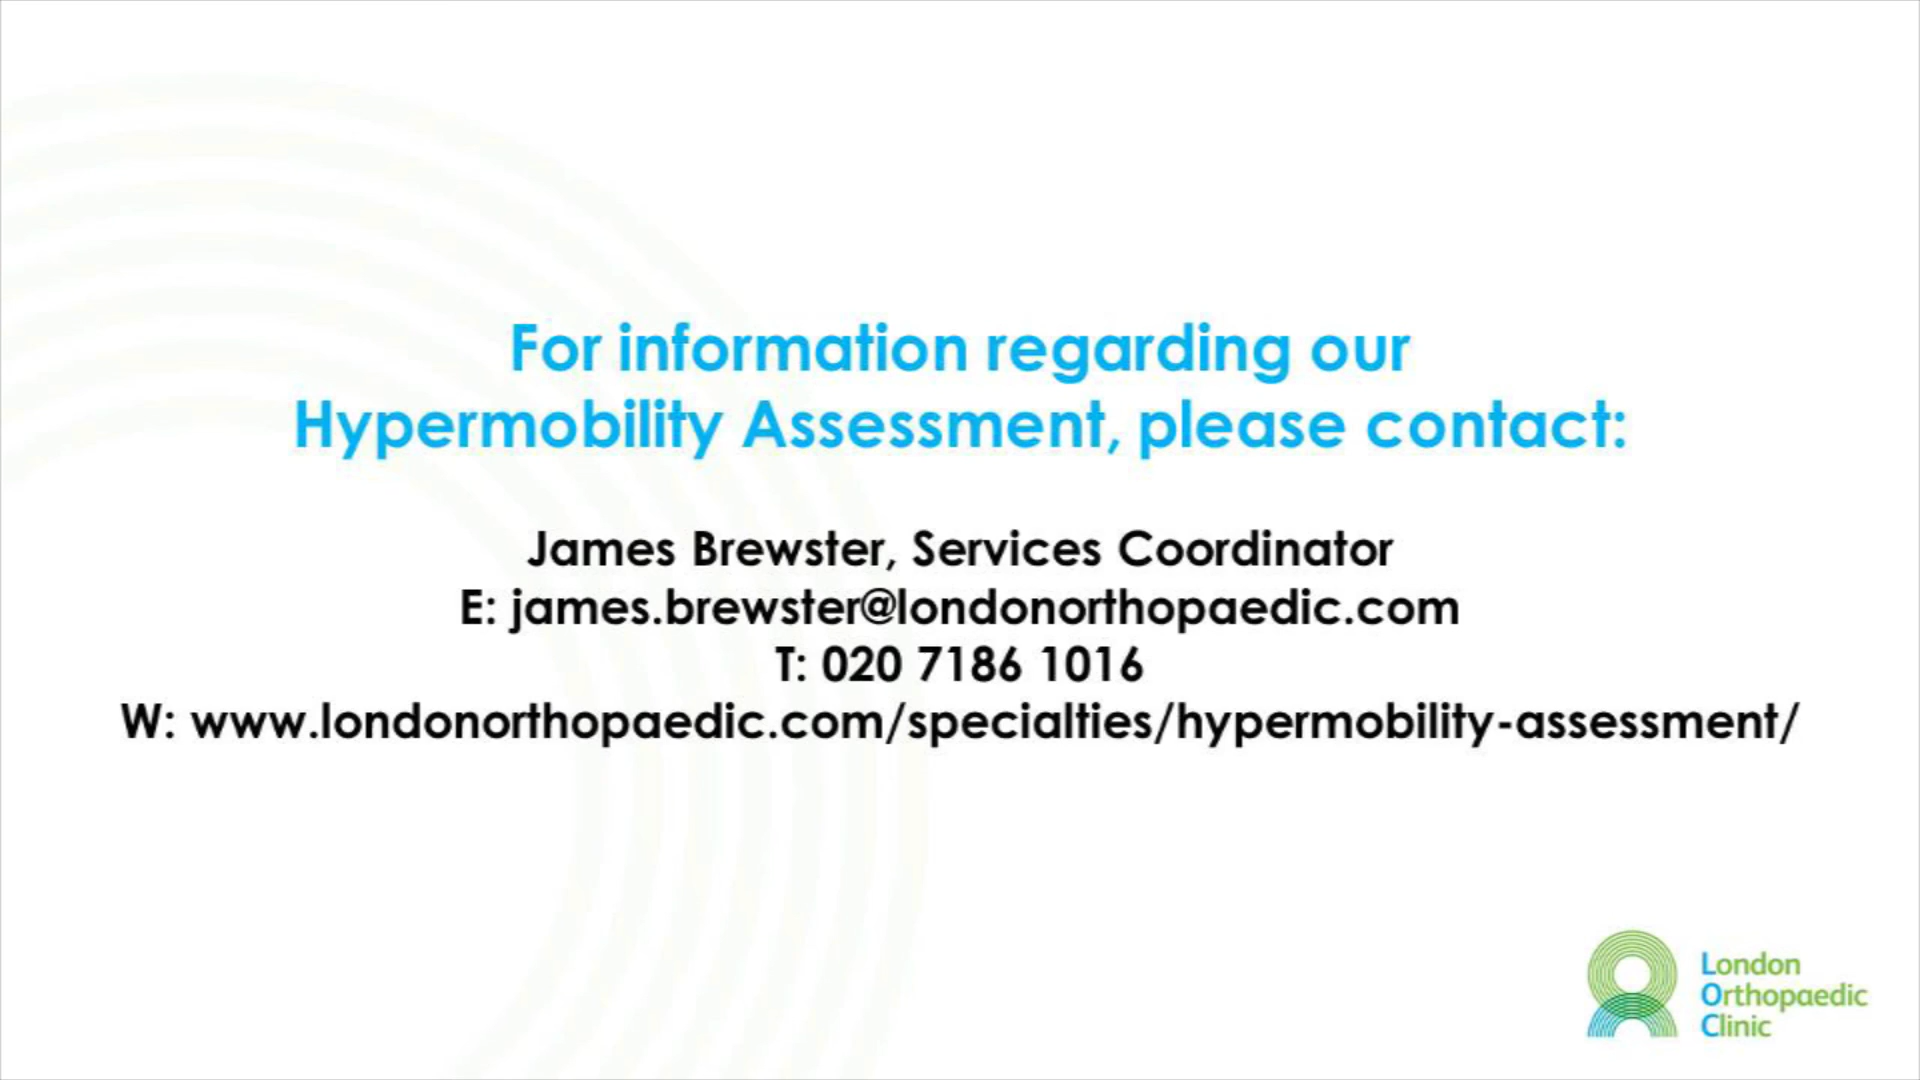 For information regarding our
Hypermobility Assessment, please contact:
James Brewster, Services Coordinator
E: james.brewster@londonorthopaedic.com
T: 020 7186 1016
W: www.londonorthopaedic.com/specialties/hypermobility-assessment/
London
Orthopaedic
Clinic